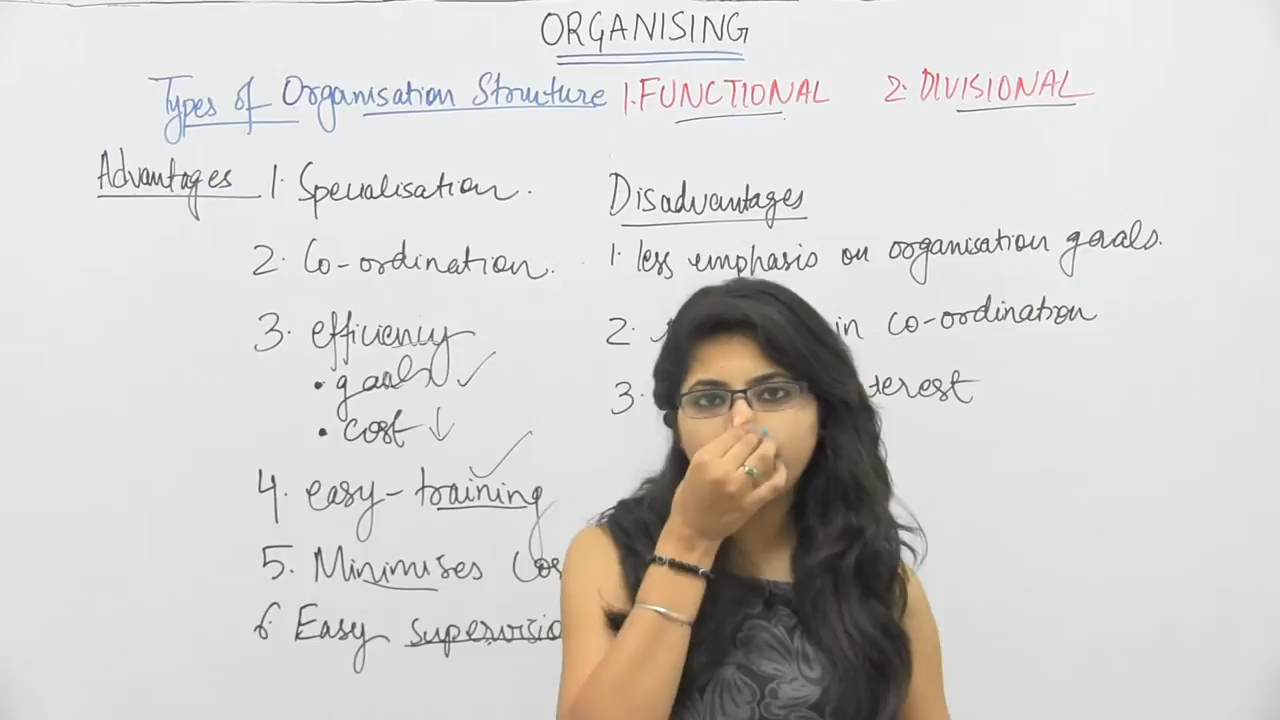 ORGANISING
Types of Organisation Structure 1. FUNCTIONAL 2. DIVISIONAL
Advantages
1. Specialisation.
2. Co-ordination.
3. efficiency
• goals ✓
• cost ↓
4. easy-training ✓
5. Minimises
6. Easy
Disadvantages
1. less emphasis on organisation goals.
2. in co-ordination
3.